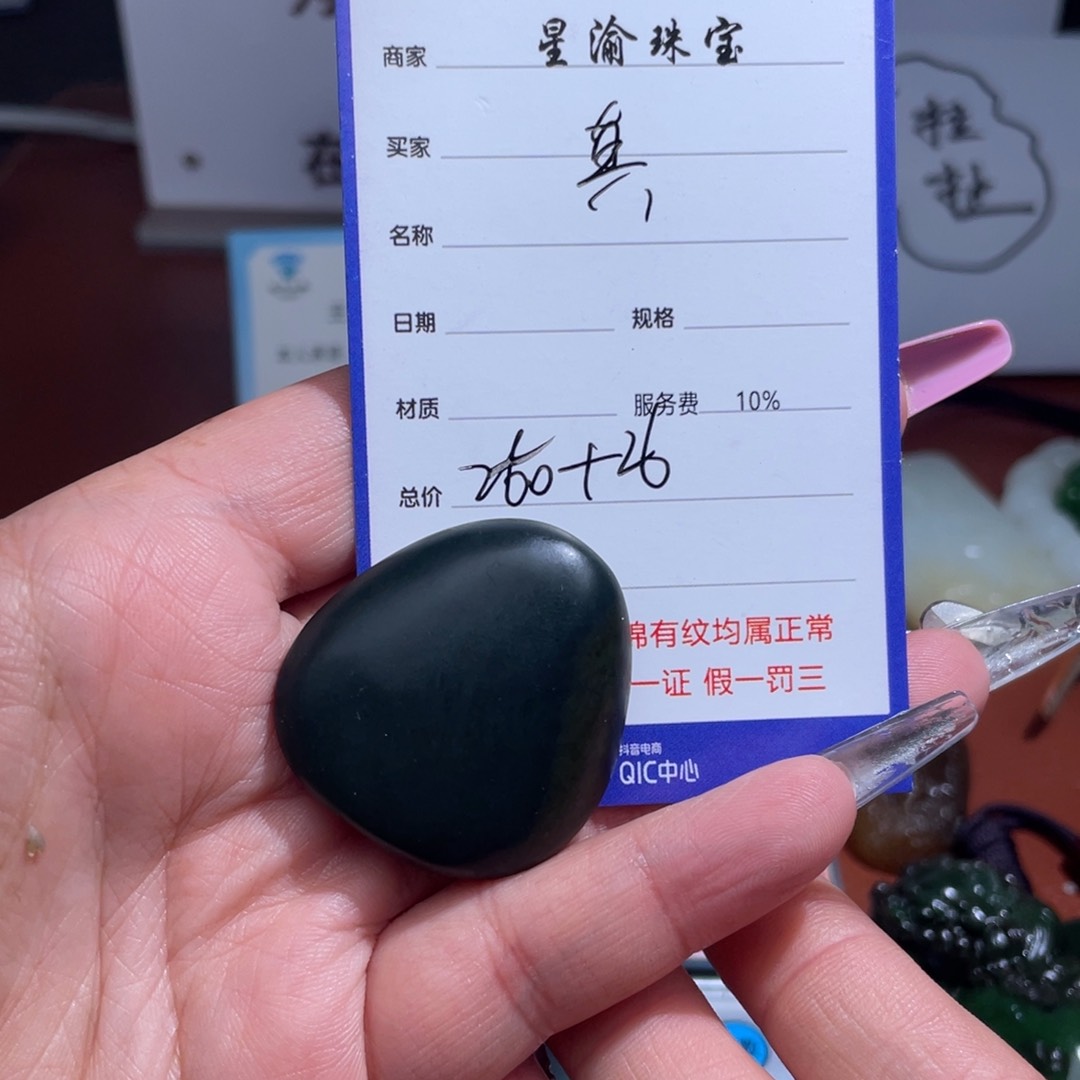 商家 星渝珠宝
买家
名称
日期 规格
材质 服务费 10%
总价 260+26
棉有纹均属正常
一证 假一罚三
抖音电商
QIC中心
在